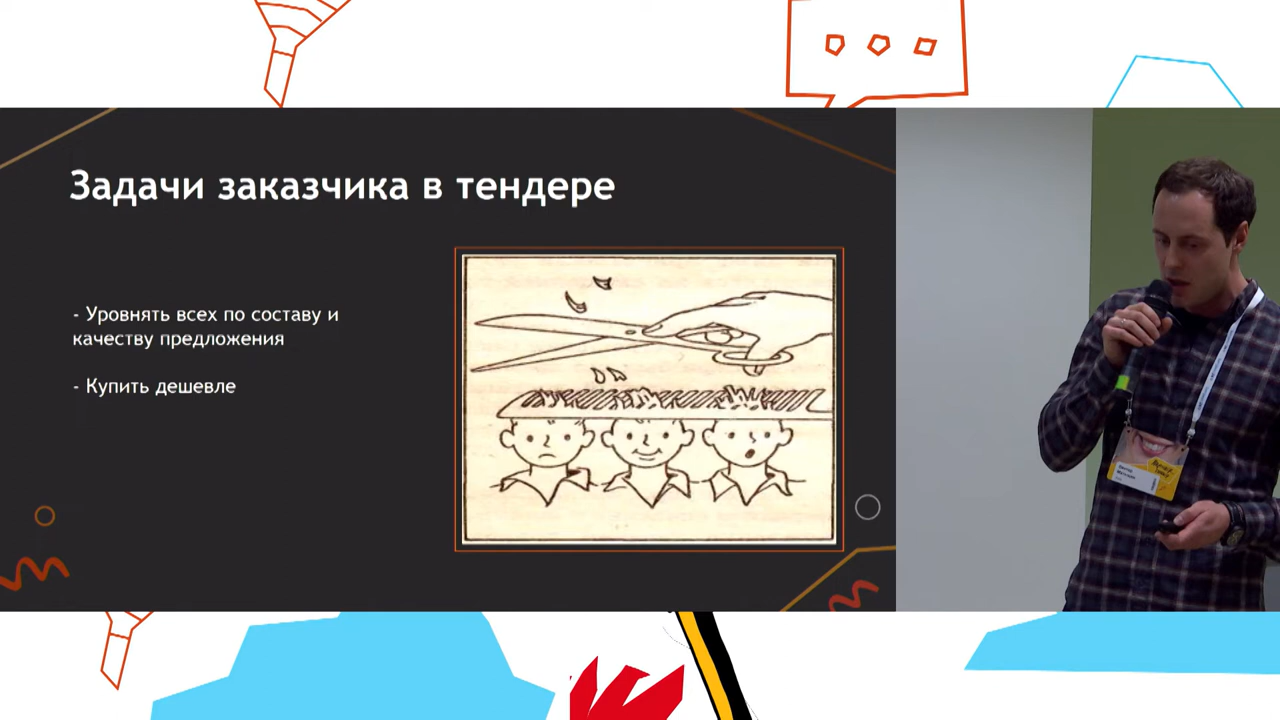 Задачи заказчика в тендере
- Уровнять всех по составу и
качеству предложения
- Купить дешевле